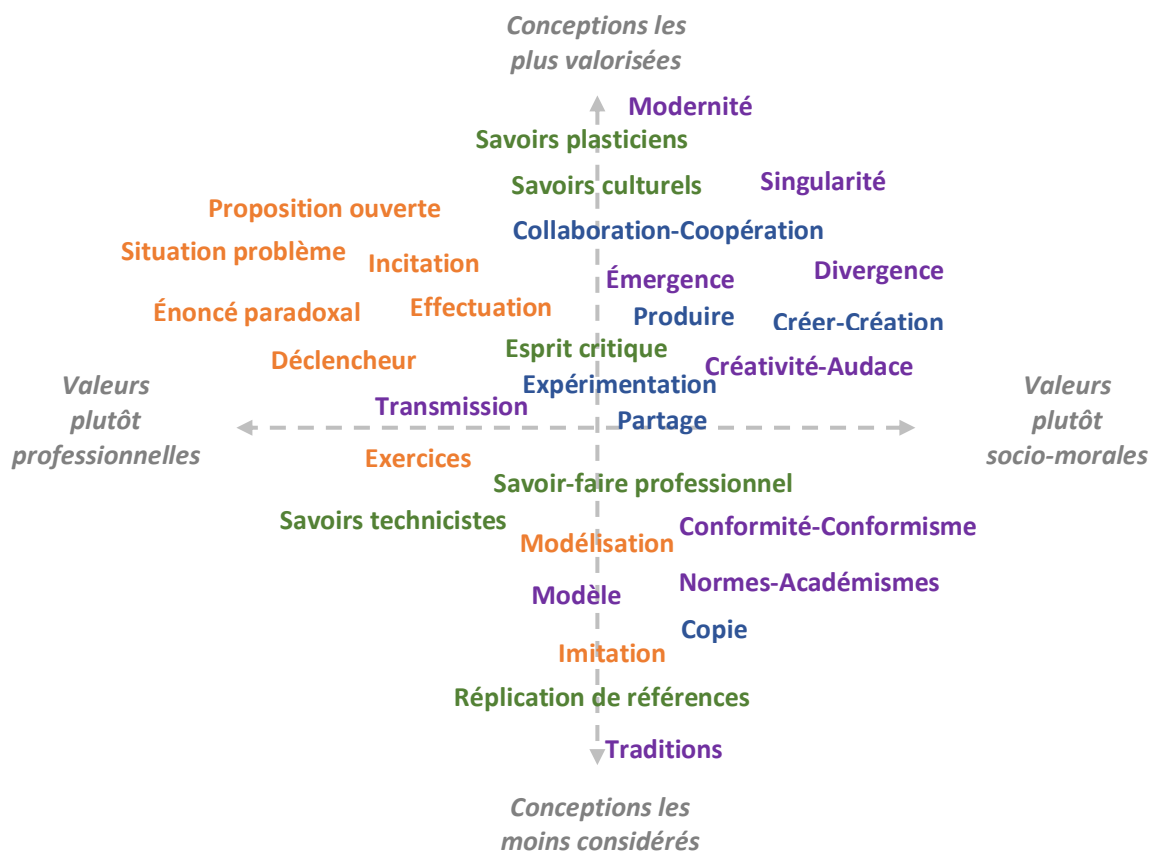 Conceptions les
plus valorisées
Modernité
Savoirs plasticiens
Savoirs culturels
Singularité
Proposition ouverte
Collaboration-Coopération
Situation problème
Incitation
Émergence
Divergence
Énoncé paradoxal
Effectuation
Produire
Créer-Création
Esprit critique
Déclencheur
Créativité-Audace
Expérimentation
Valeurs
plutôt
professionnelles
Transmission
Partage
Valeurs
plutôt
socio-morales
Exercices
Savoir-faire professionnel
Savoirs technicistes
Conformité-Conformisme
Modélisation
Normes-Académismes
Modèle
Copie
Imitation
Réplication de références
Traditions
Conceptions les
moins considérés